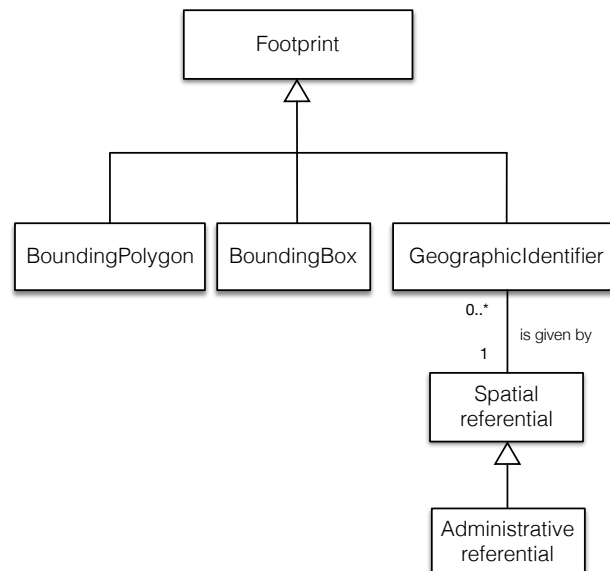 Footprint
BoundingPolygon
BoundingBox
GeographicIdentifier
0..*
is given by
1
Spatial
referential
Administrative
referential